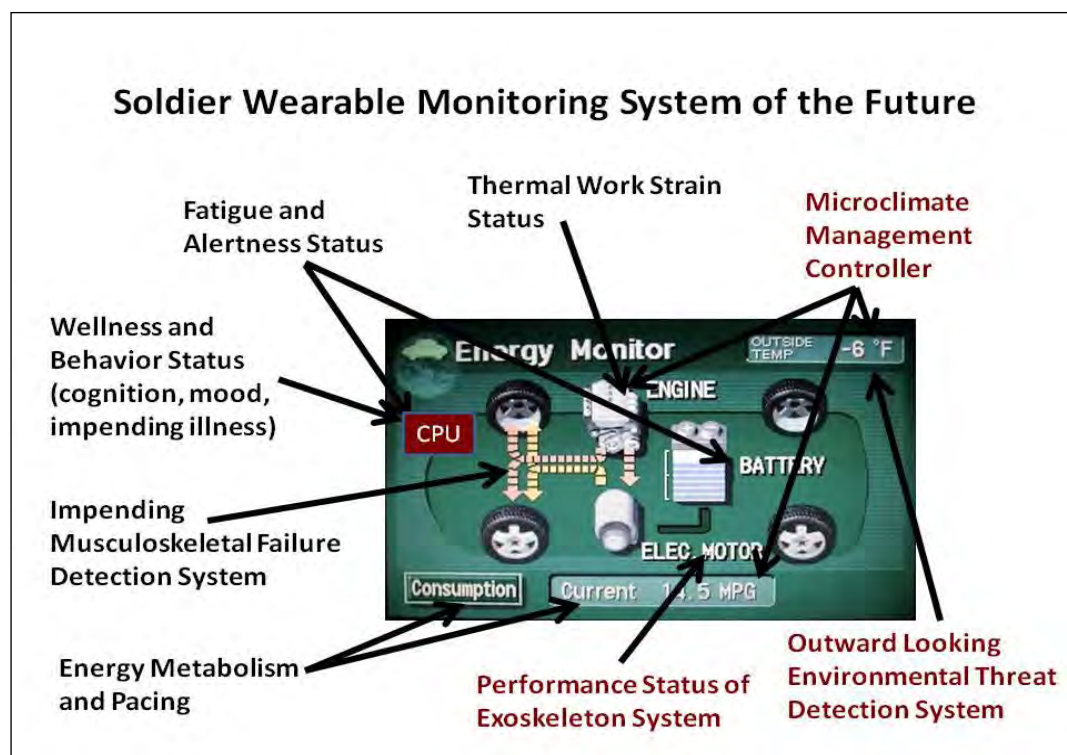 Soldier Wearable Monitoring System of the Future
Thermal Work Strain
Status
Microclimate
Management
Controller
Fatigue and
Alertness Status
Wellness and
Behavior Status
(cognition, mood,
impending illness)
Energy Monitor
OUTSIDE
TEMP
-6 °F
ENGINE
CPU
BATTERY
Impending
Musculoskeletal Failure
Detection System
ELEC. MOTOR
Consumption
Current 14.5 MPG
Energy Metabolism
and Pacing
Performance Status of
Exoskeleton System
Outward Looking
Environmental Threat
Detection System